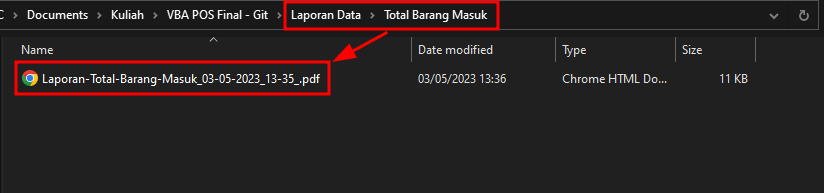 C > Documents > Kuliah > VBA POS Final - Git > Laporan Data > Total Barang Masuk
Name Date modified Type Size
Laporan-Total-Barang-Masuk_03-05-2023_13-35_.pdf 03/05/2023 13:36 Chrome HTML Do... 11 KB